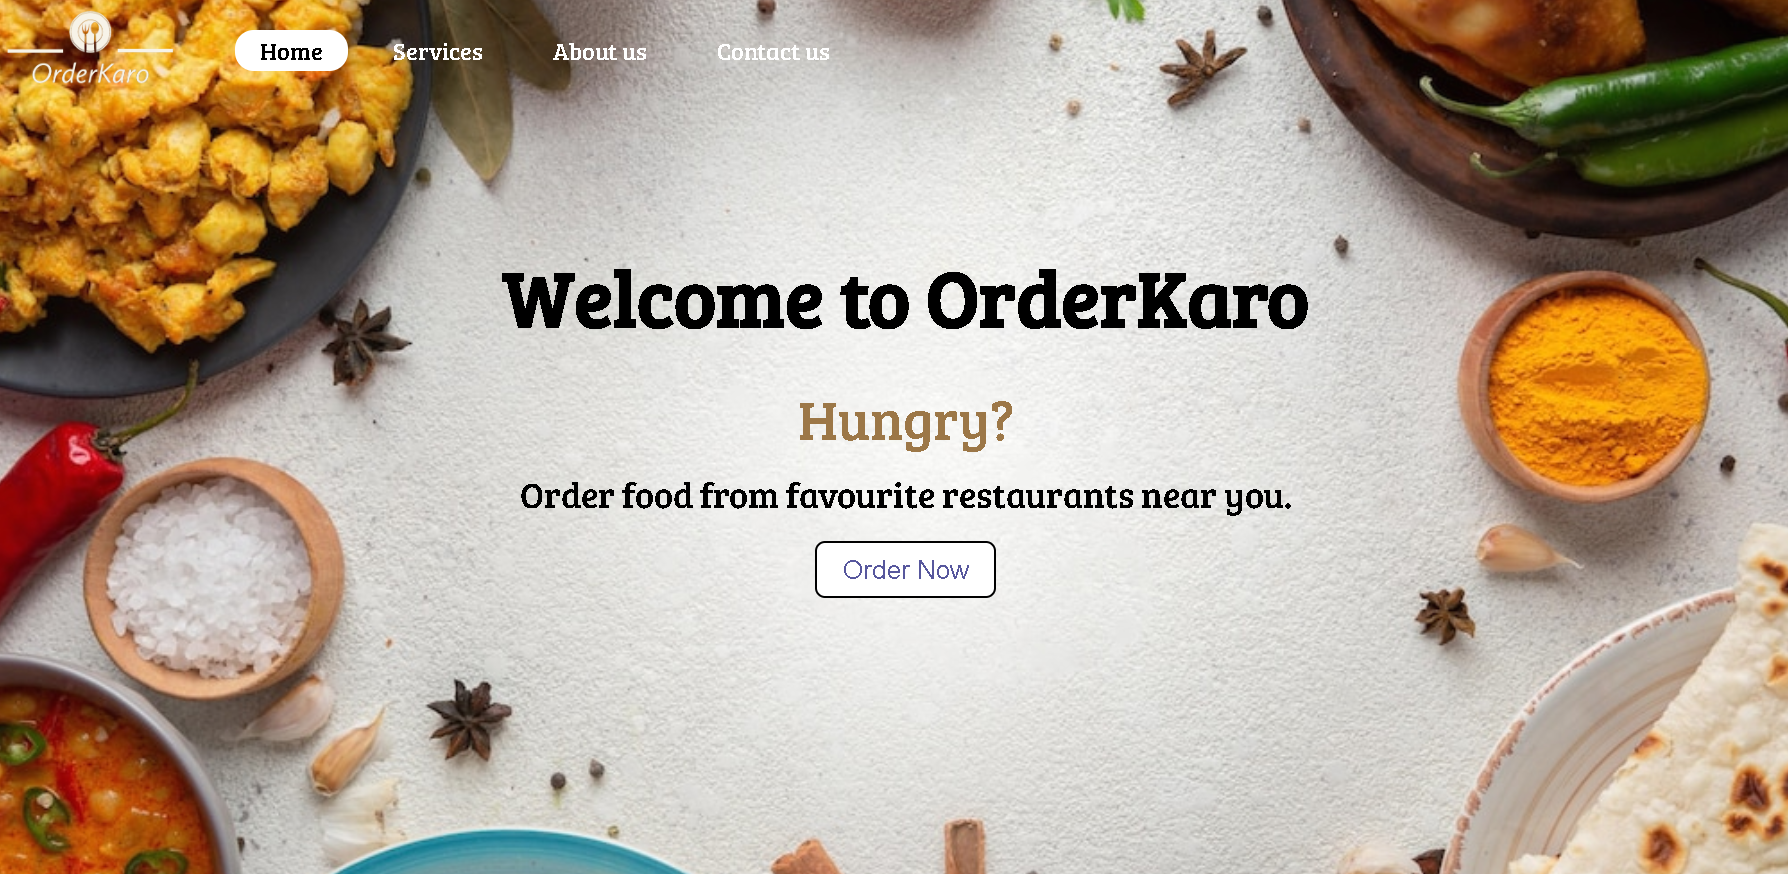 OrderKaro
Home Services About us Contact us
Welcome to OrderKaro
Hungry?
Order food from favourite restaurants near you.
Order Now